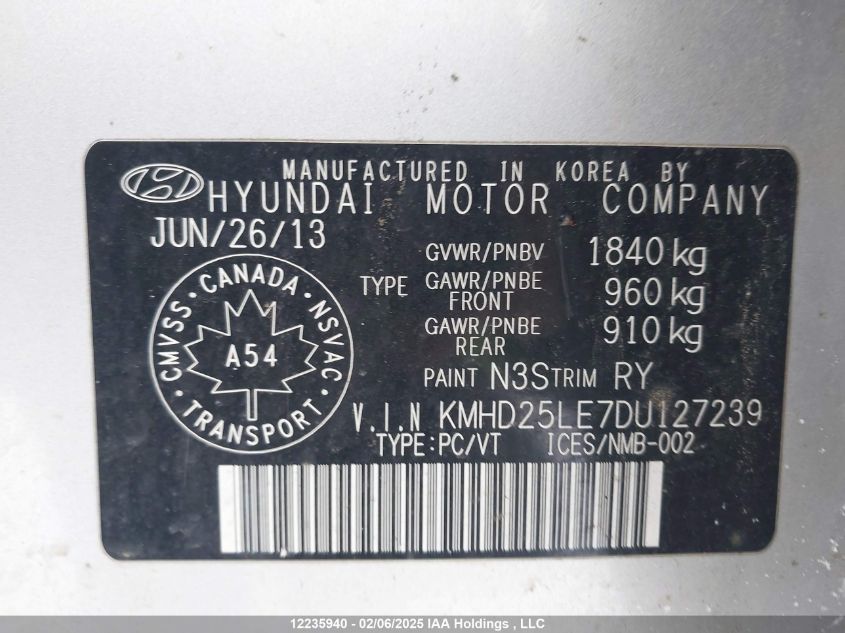 MANUFACTURED IN KOREA BY
HYUNDAI MOTOR COMPANY
JUN/26/13
GVWR/PNBV 1840 kg
TYPE GAWR/PNBE FRONT 960 kg
GAWR/PNBE REAR 910 kg
PAINT N3S TRIM RY
V.I.N KMHD25LE7DU127239
TYPE:PC/VT ICES/NMB-002
CMVSS · CANADA · NSVAC
A54
TRANSPORT
12235940 - 02/06/2025 IAA Holdings , LLC